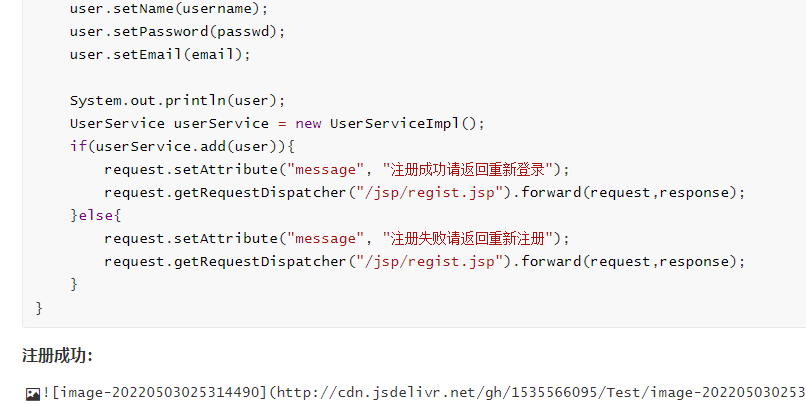 user.setName(username);
user.setPassword(passwd);
user.setEmail(email);
System.out.println(user);
UserService userService = new UserServiceImpl();
if(userService.add(user)){
request.setAttribute("message", "注册成功请返回重新登录");
request.getRequestDispatcher("/jsp/regist.jsp").forward(request,response);
}else{
request.setAttribute("message", "注册失败请返回重新注册");
request.getRequestDispatcher("/jsp/regist.jsp").forward(request,response);
}
}
注册成功:
![image-20220503025314490](http://cdn.jsdelivr.net/gh/1535566095/Test/image-202205030253